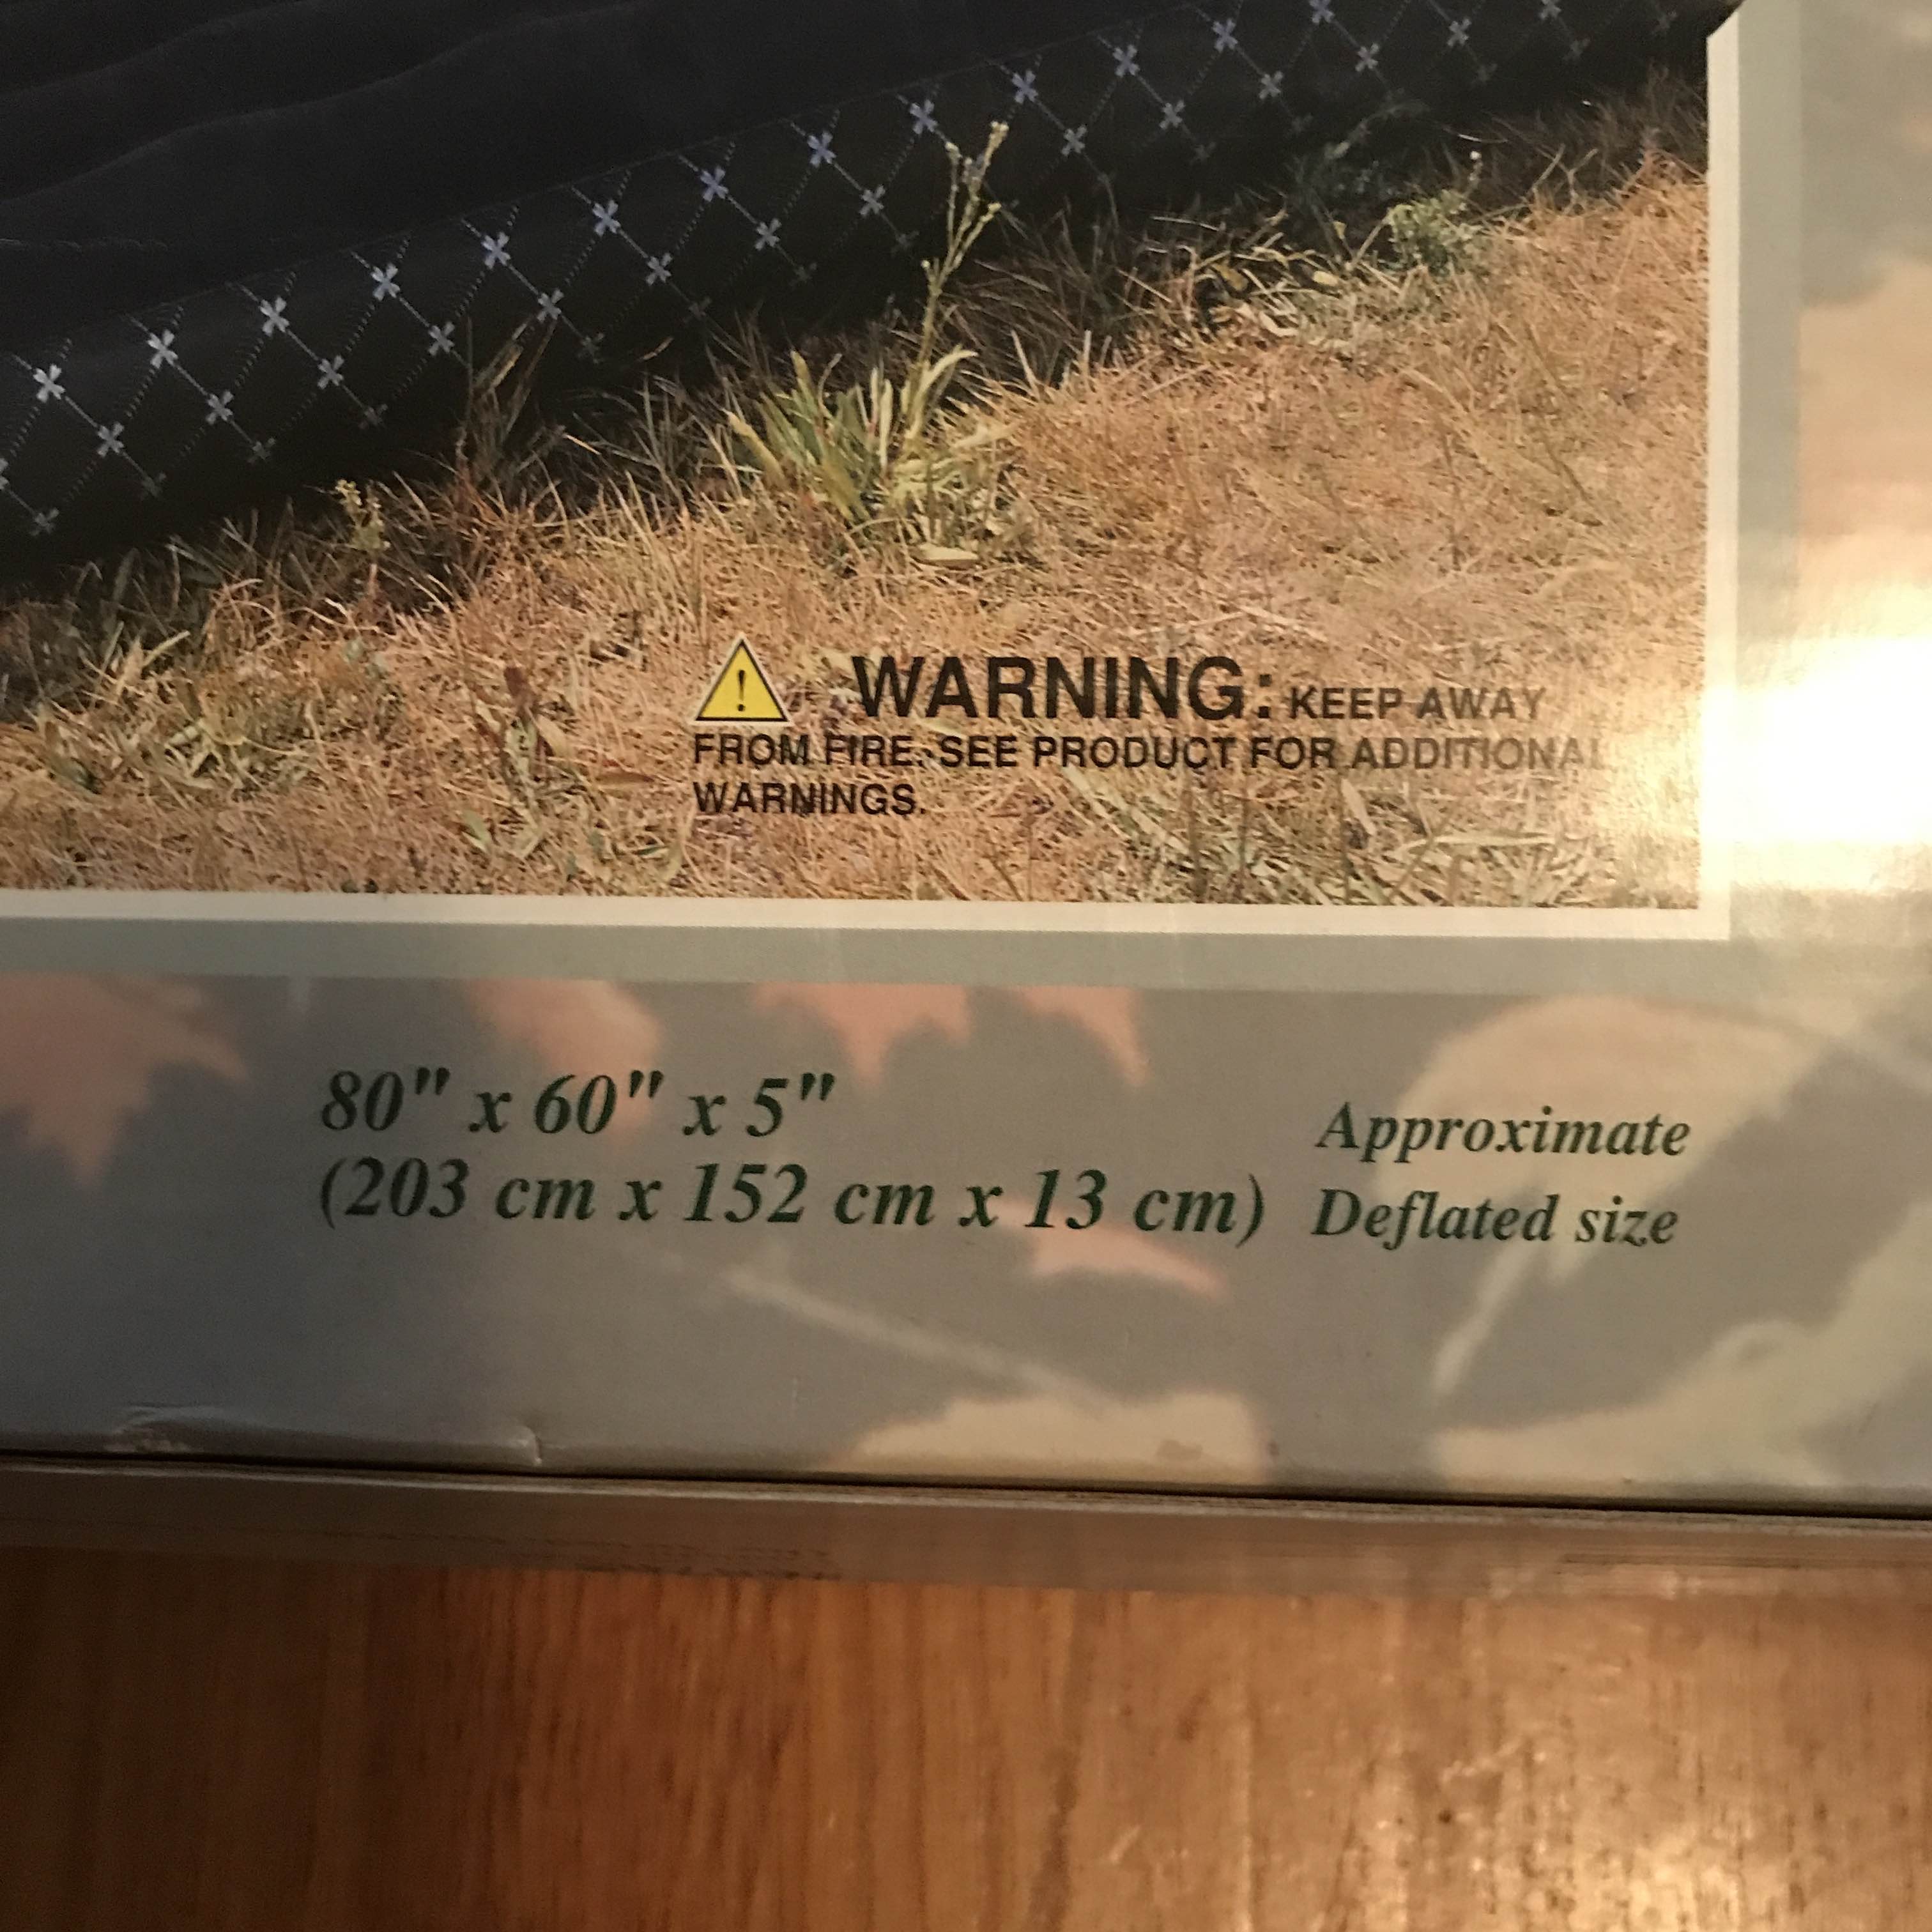 WARNING: KEEP AWAY
FROM FIRE. SEE PRODUCT FOR ADDITIONAL
WARNINGS.
80" x 60" x 5"
(203 cm x 152 cm x 13 cm)
Approximate
Deflated size